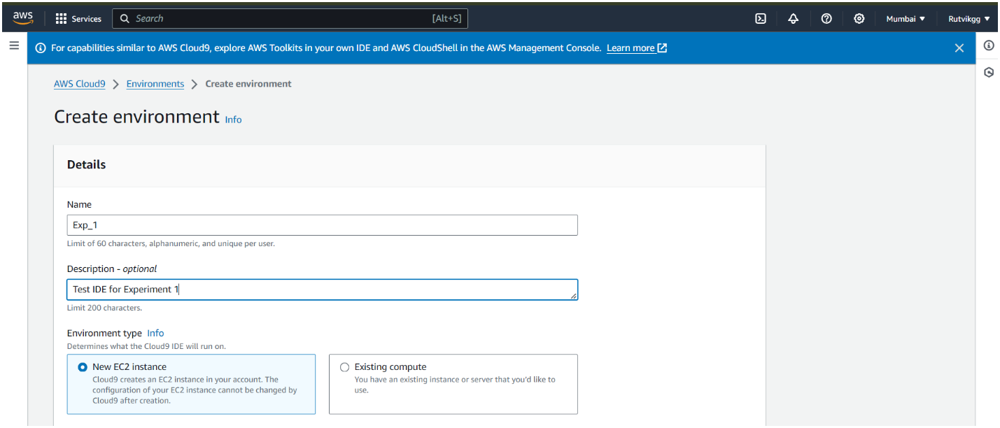 aws Services Search [Alt+S] Mumbai ▼ Rutvikgg ▼
For capabilities similar to AWS Cloud9, explore AWS Toolkits in your own IDE and AWS CloudShell in the AWS Management Console. Learn more
AWS Cloud9 > Environments > Create environment
Create environment Info
Details
Name
Exp_1
Limit of 60 characters, alphanumeric, and unique per user.
Description - optional
Test IDE for Experiment 1
Limit 200 characters.
Environment type Info
Determines what the Cloud9 IDE will run on.
New EC2 instance
Cloud9 creates an EC2 instance in your account. The
configuration of your EC2 instance cannot be changed by
Cloud9 after creation.
Existing compute
You have an existing instance or server that you'd like to
use.